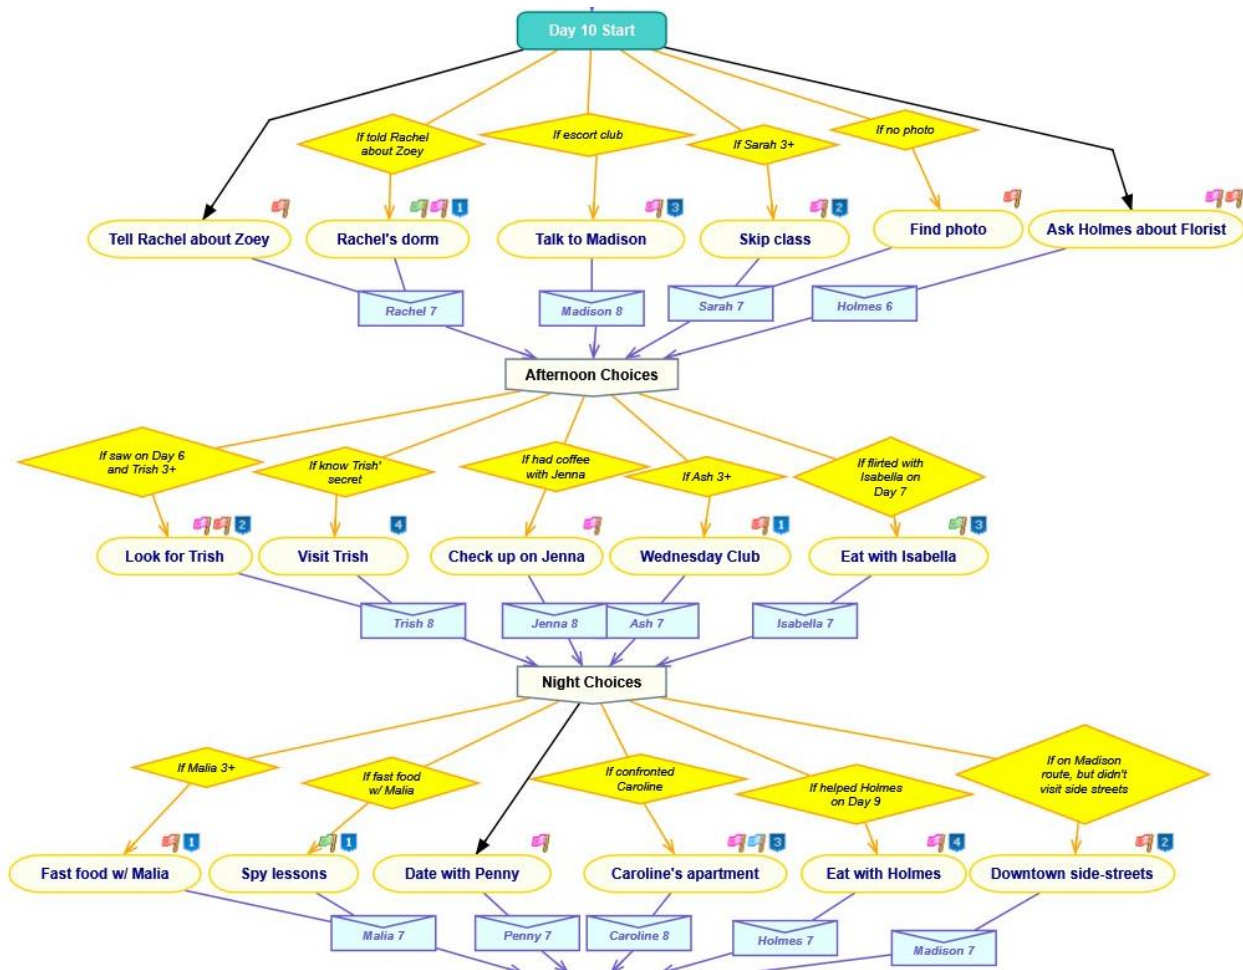 Day 10 Start
If told Rachel
about Zoey
If escort club
If Sarah 3+
If no photo
1
3
2
Tell Rachel about Zoey
Rachel's dorm
Talk to Madison
Skip class
Find photo
Ask Holmes about Florist
Rachel 7
Madison 8
Sarah 7
Holmes 6
Afternoon Choices
If saw on Day 6
and Trish 3+
If know Trish'
secret
If had coffee
with Jenna
If Ash 3+
If flirted with
Isabella on
Day 7
2
4
1
3
Look for Trish
Visit Trish
Check up on Jenna
Wednesday Club
Eat with Isabella
Trish 8
Jenna 8
Ash 7
Isabella 7
Night Choices
If Malia 3+
If fast food
w/ Malia
If confronted
Caroline
If helped Holmes
on Day 9
If on Madison
route, but didn't
visit side streets
1
1
3
4
2
Fast food w/ Malia
Spy lessons
Date with Penny
Caroline's apartment
Eat with Holmes
Downtown side-streets
Malia 7
Penny 7
Caroline 8
Holmes 7
Madison 7